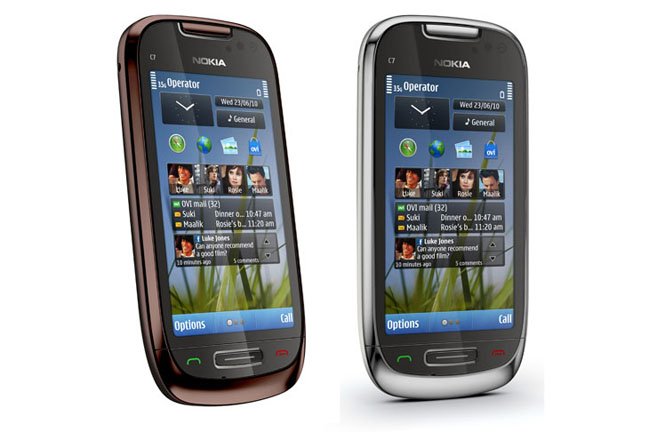 NOKIA
C7
35g Operator
Wed 23/06/10
General
ovi
Luke Suki Rosie Maalik
OVI mail (32)
Suki Dinner o... 10:47 am
Maalik Rosie's b... 11:20 am
f Luke Jones
Can anyone recommend
a good film?
10 minutes ago 5 comments
Options Call
NOKIA
C7
35g Operator
Wed 23/06/10
General
ovi
Luke Suki Rosie Maalik
OVI mail (32)
Suki Dinner o... 10:47 am
Maalik Rosie's b... 11:20 am
f Luke Jones
Can anyone recommend
a good film?
10 minutes ago 5 comments
Options Call